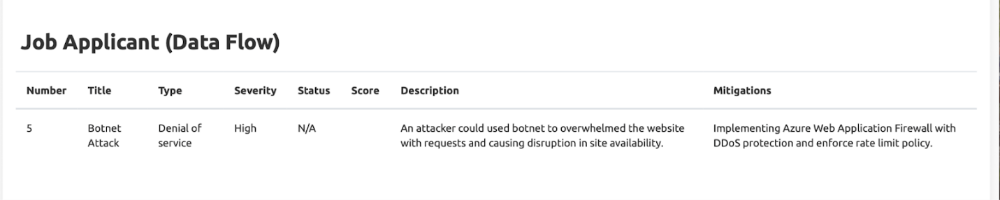 Job Applicant (Data Flow)
Number Title Type Severity Status Score Description Mitigations
5 Botnet Denial of High N/A An attacker could used botnet to overwhelmed the website Implementing Azure Web Application Firewall with
Attack service with requests and causing disruption in site availability. DDoS protection and enforce rate limit policy.